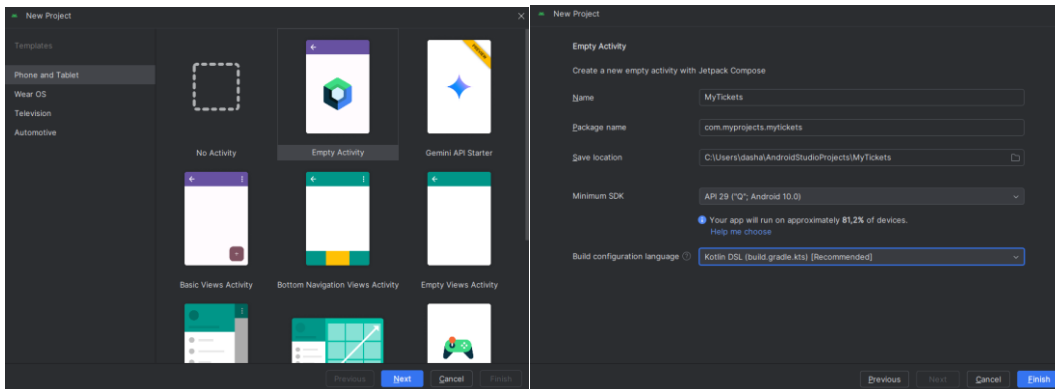 New Project
Templates
Phone and Tablet
Wear OS
Television
Automotive
No Activity
Empty Activity
PREVIEW
Gemini API Starter
Basic Views Activity
Bottom Navigation Views Activity
Empty Views Activity
Previous
Next
Cancel
Finish
New Project
Empty Activity
Create a new empty activity with Jetpack Compose
Name
MyTickets
Package name
com.myprojects.mytickets
Save location
C:\Users\dasha\AndroidStudioProjects\MyTickets
Minimum SDK
API 29 ("Q"; Android 10.0)
Your app will run on approximately 81,2% of devices.
Help me choose
Build configuration language
Kotlin DSL (build.gradle.kts) [Recommended]
Previous
Next
Cancel
Finish